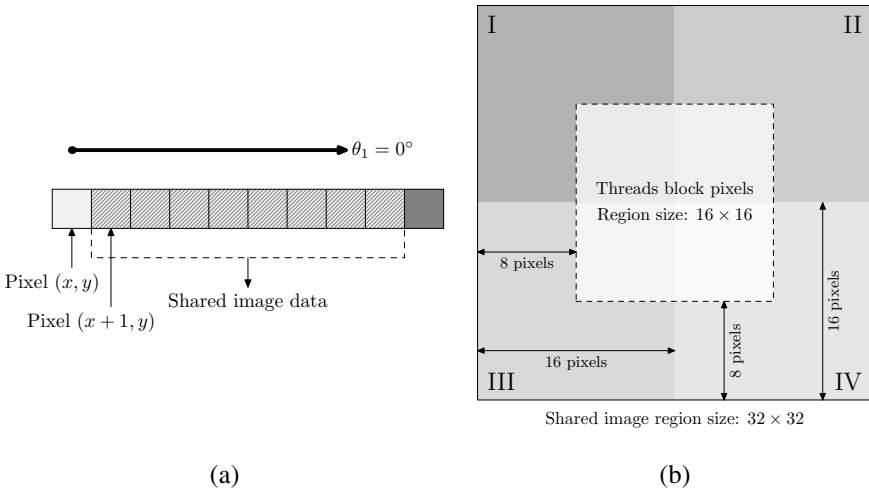 θ₁ = 0°
Pixel (x, y)
Pixel (x + 1, y)
Shared image data
(a)
I
II
Threads block pixels
Region size: 16 × 16
8 pixels
16 pixels
8 pixels
16 pixels
III
IV
Shared image region size: 32 × 32
(b)